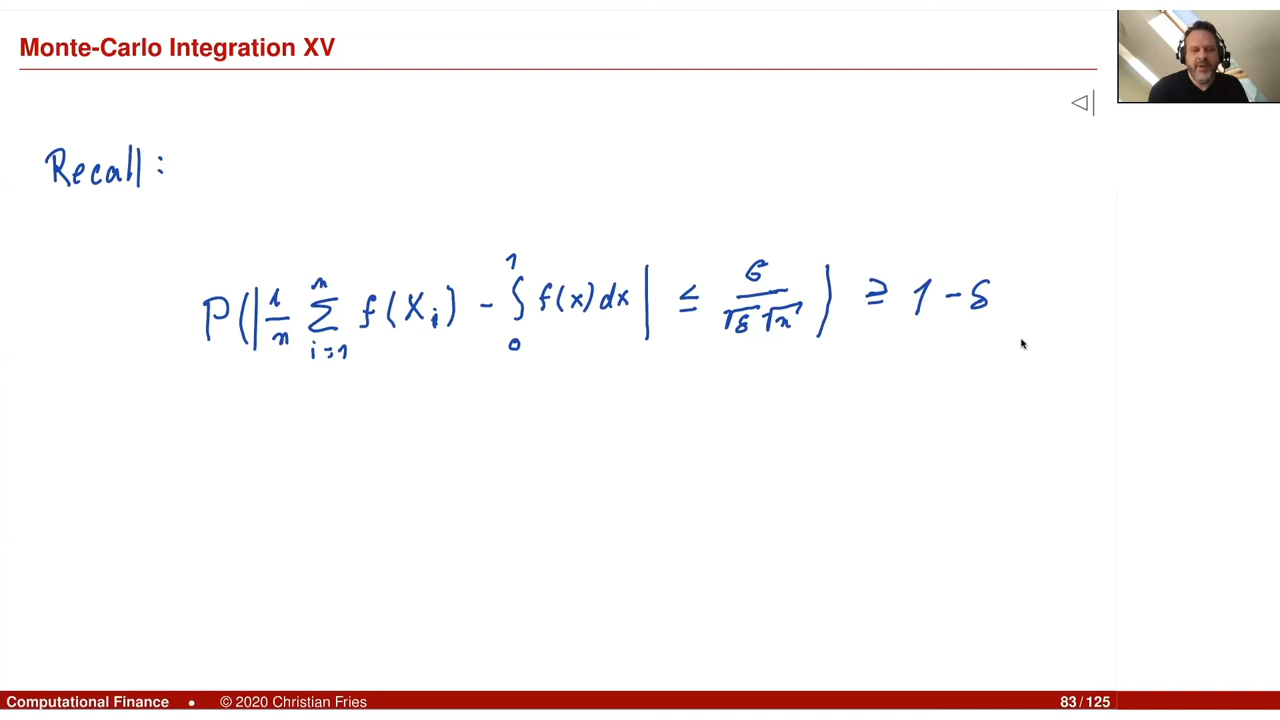 Monte-Carlo Integration XV
Recall:
P(|1/n ∑_{i=1}^{n} f(X_i) - ∫_0^1 f(x)dx| ≤ σ/(√δ √n)) ≥ 1-δ
Computational Finance • © 2020 Christian Fries 83/125